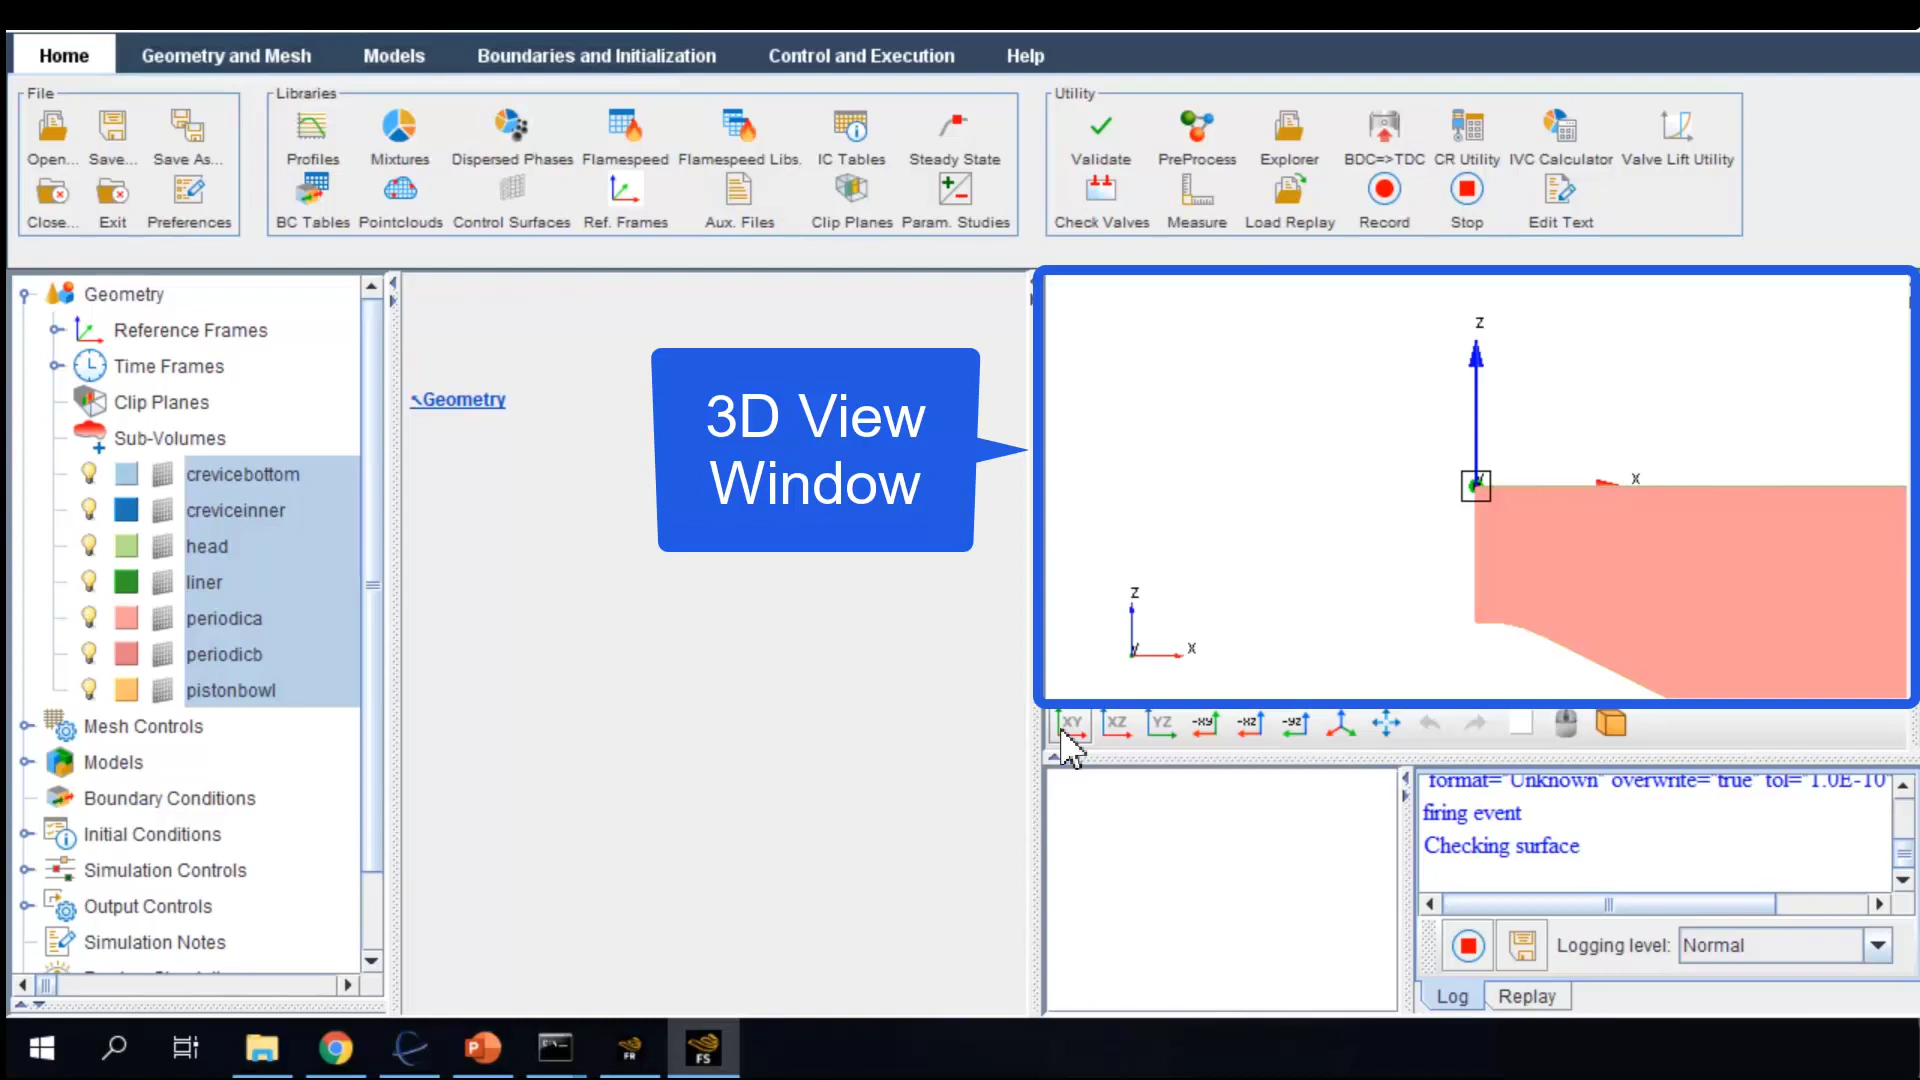 Home Geometry and Mesh Models Boundaries and Initialization Control and Execution Help
File
Open... Save... Save As...
Close... Exit Preferences
Libraries
Profiles Mixtures Dispersed Phases Flamespeed Flamespeed Libs. IC Tables Steady State
BC Tables Pointclouds Control Surfaces Ref. Frames Aux. Files Clip Planes Param. Studies
Utility
Validate PreProcess Explorer BDC=>TDC CR Utility IVC Calculator Valve Lift Utility
Check Valves Measure Load Replay Record Stop Edit Text
Geometry
Reference Frames
Time Frames
Clip Planes
Sub-Volumes
crevicebottom
creviceinner
head
liner
periodica
periodicb
pistonbowl
Mesh Controls
Models
Boundary Conditions
Initial Conditions
Simulation Controls
Output Controls
Simulation Notes
Geometry
3D View
Window
Z
X
Z
X
XY XZ YZ -xy -xz -yz
format="Unknown" overwrite="true" tol="1.0E-10
firing event
Checking surface
Logging level: Normal
Log Replay
FR FS